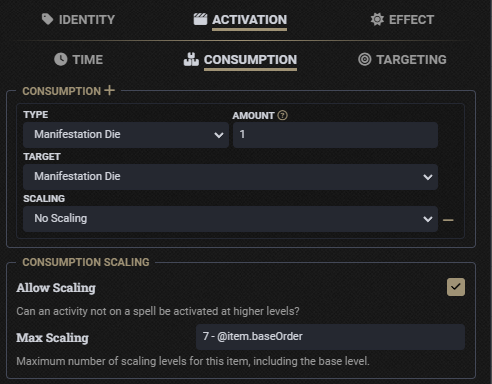 IDENTITY ACTIVATION EFFECT
TIME CONSUMPTION TARGETING
CONSUMPTION +
TYPE AMOUNT ?
Manifestation Die 1
TARGET
Manifestation Die
SCALING
No Scaling
CONSUMPTION SCALING
Allow Scaling
Can an activity not on a spell be activated at higher levels?
Max Scaling 7 - @item.baseOrder
Maximum number of scaling levels for this item, including the base level.